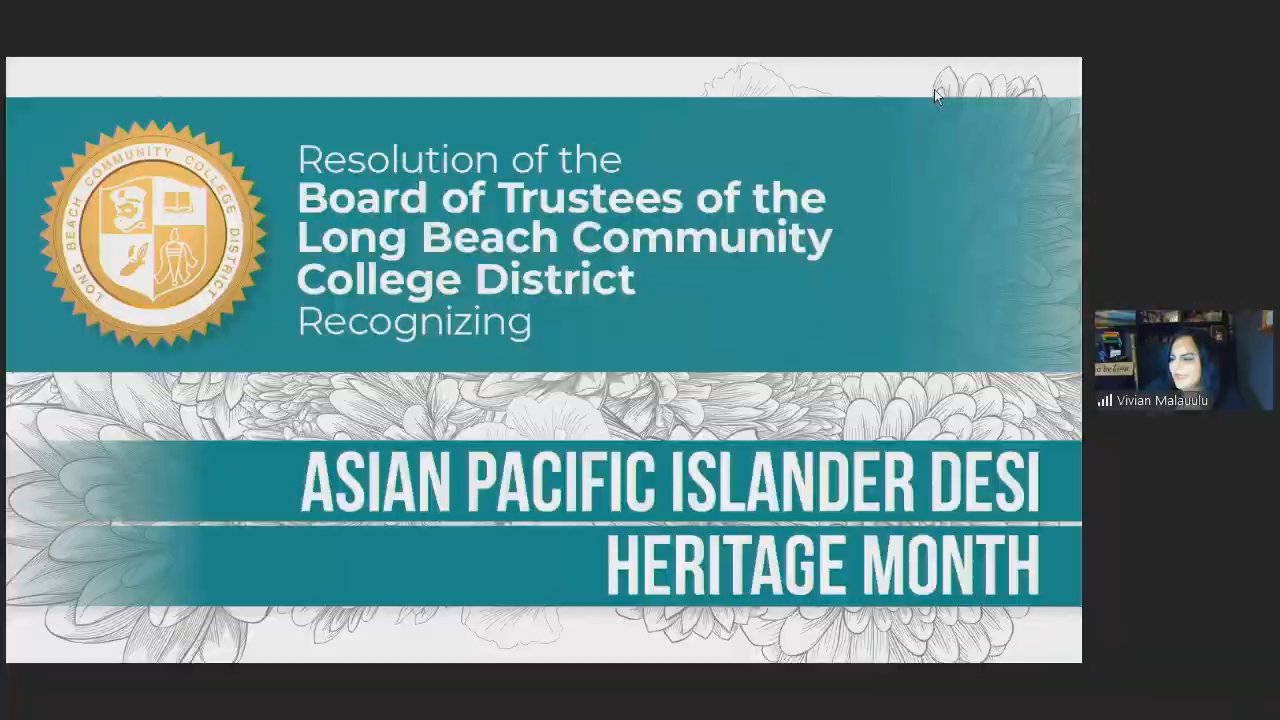 LONG BEACH COMMUNITY COLLEGE DISTRICT
Resolution of the
Board of Trustees of the
Long Beach Community
College District
Recognizing
ASIAN PACIFIC ISLANDER DESI
HERITAGE MONTH
Vivian Malauulu